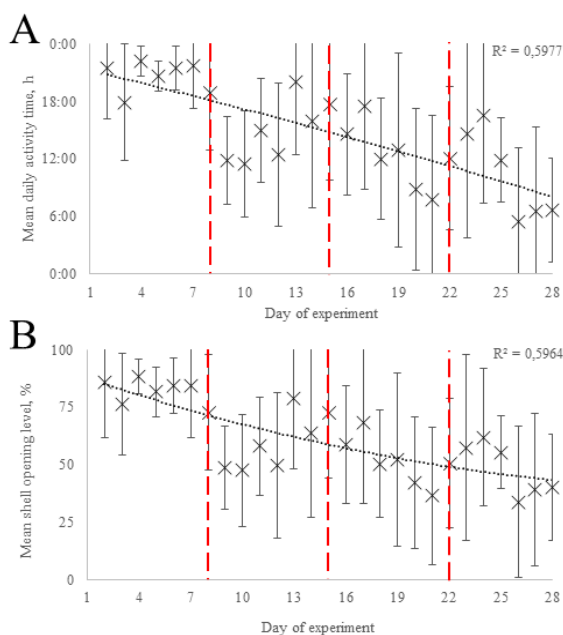 A
0:00
R² = 0,5977
18:00
12:00
6:00
0:00
Mean daily activity time, h
1 4 7 10 13 16 19 22 25 28
Day of experiment
B
100
R² = 0,5964
75
50
25
0
Mean shell opening level, %
1 4 7 10 13 16 19 22 25 28
Day of experiment